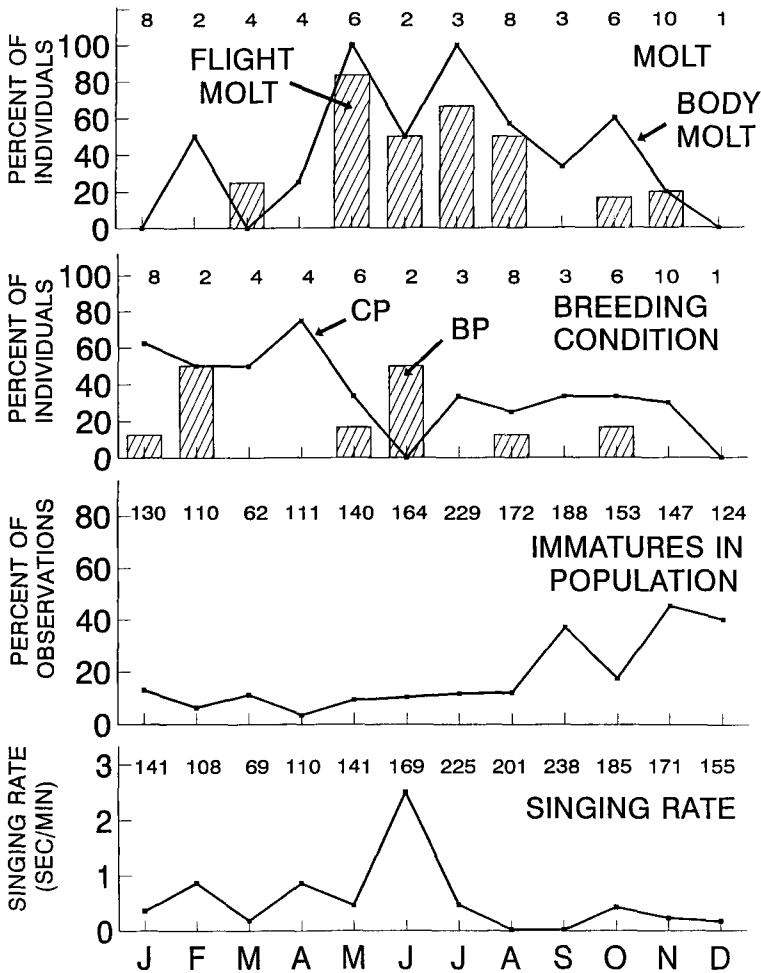 8 2 4 4 6 2 3 8 3 6 10 1
PERCENT OF
INDIVIDUALS
100
80
60
40
20
0
FLIGHT
MOLT
MOLT
BODY
MOLT
8 2 4 4 6 2 3 8 3 6 10 1
PERCENT OF
INDIVIDUALS
100
80
60
40
20
0
CP
BP
BREEDING
CONDITION
130 110 62 111 140 164 229 172 188 153 147 124
PERCENT OF
OBSERVATIONS
80
60
40
20
0
IMMATURES IN
POPULATION
141 108 69 110 141 169 225 201 238 185 171 155
SINGING RATE
(SEC/MIN)
3
2
1
0
SINGING RATE
J F M A M J J A S O N D